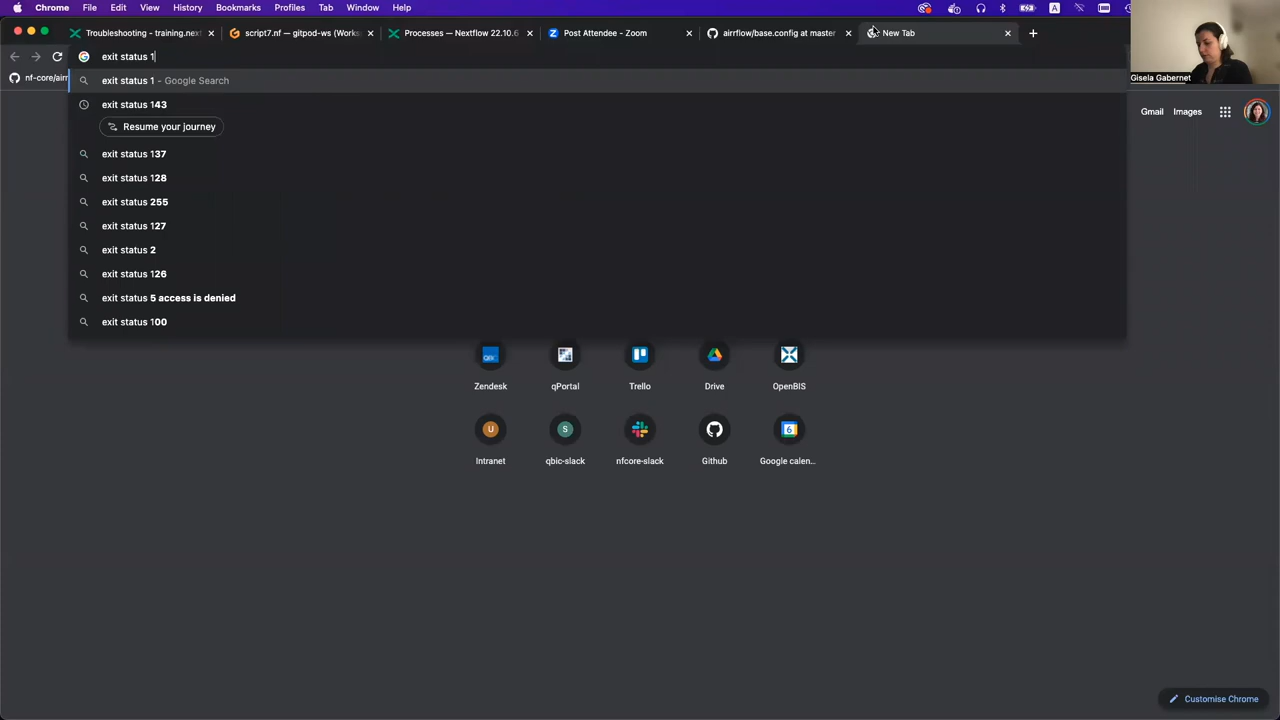 Chrome File Edit View History Bookmarks Profiles Tab Window Help
Troubleshooting - training.next
script7.nf — gitpod-ws (Works
Processes — Nextflow 22.10.6
Post Attendee - Zoom
airrflow/base.config at master
New Tab
exit status 1
nf-core/airr
exit status 1 - Google Search
exit status 143
Resume your journey
exit status 137
exit status 128
exit status 255
exit status 127
exit status 2
exit status 126
exit status 5 access is denied
exit status 100
Gisela Gabernet
Gmail Images
Zendesk qPortal Trello Drive OpenBIS
U S 6
Intranet qbic-slack nfcore-slack Github Google calen...
Customise Chrome